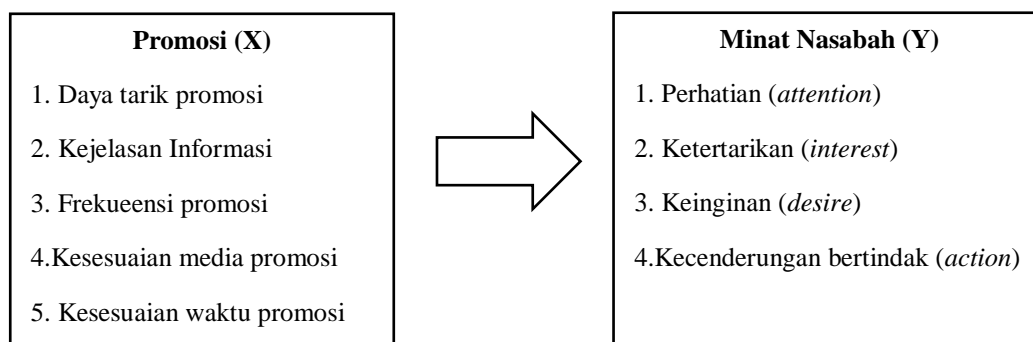 Promosi (X)
1. Daya tarik promosi
2. Kejelasan Informasi
3. Frekueensi promosi
4.Kesesuaian media promosi
5. Kesesuaian waktu promosi
Minat Nasabah (Y)
1. Perhatian (attention)
2. Ketertarikan (interest)
3. Keinginan (desire)
4.Kecenderungan bertindak (action)